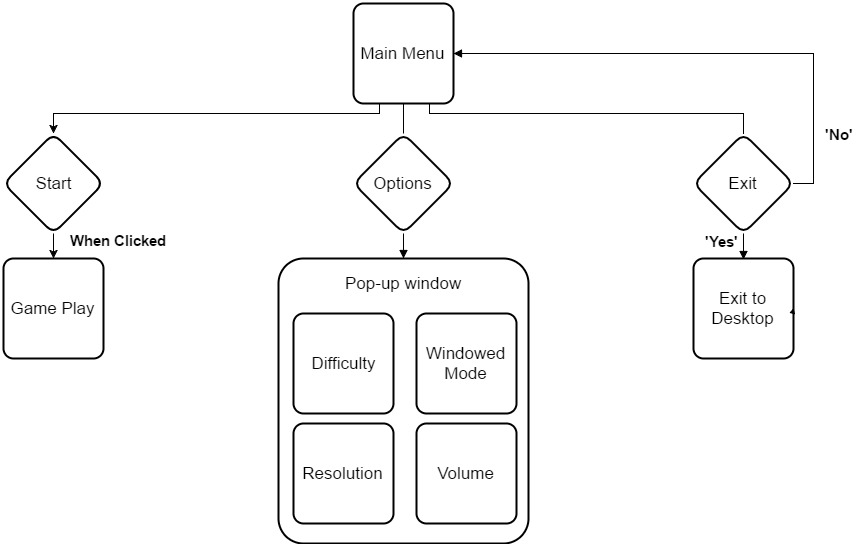 Main Menu
'No'
Start
Options
Exit
When Clicked
'Yes'
Game Play
Pop-up window
Exit to
Desktop
Difficulty
Windowed
Mode
Resolution
Volume